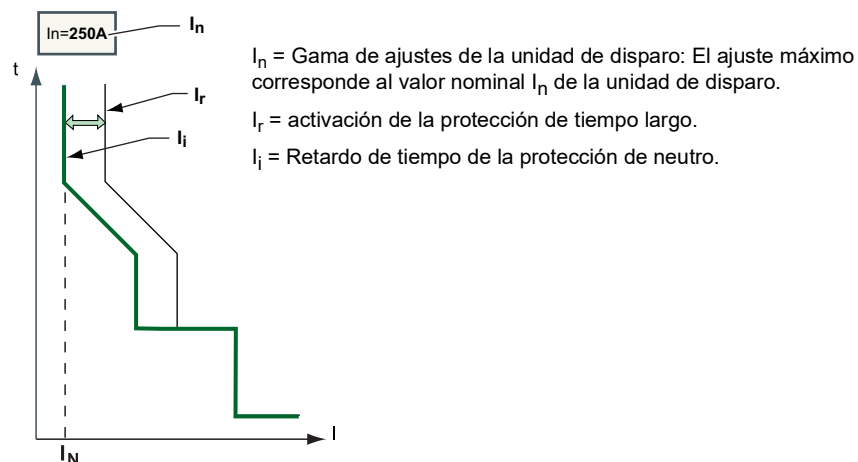 In=250A
In
t
Ir
Ii
I
IN
In = Gama de ajustes de la unidad de disparo: El ajuste máximo
corresponde al valor nominal In de la unidad de disparo.
Ir = activación de la protección de tiempo largo.
Ii = Retardo de tiempo de la protección de neutro.